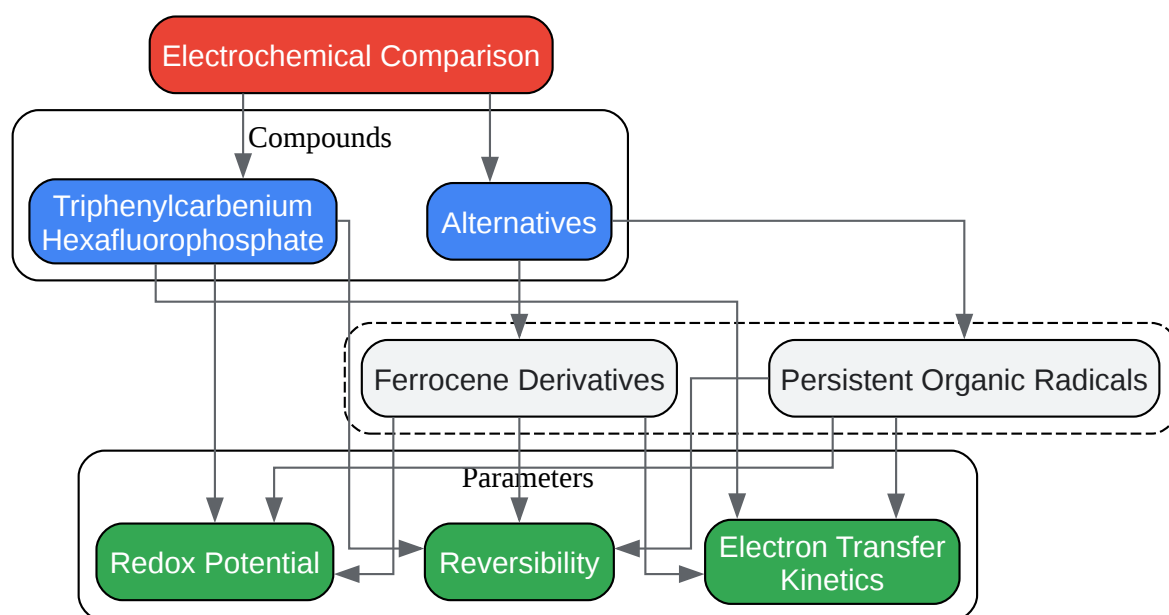 Electrochemical Comparison
Compounds
Triphenylcarbenium
Hexafluorophosphate
Alternatives
Ferrocene Derivatives
Persistent Organic Radicals
Parameters
Redox Potential
Reversibility
Electron Transfer
Kinetics